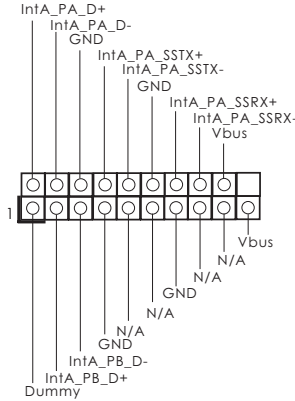 IntA_PA_D+
IntA_PA_D-
GND
IntA_PA_SSTX+
IntA_PA_SSTX-
GND
IntA_PA_SSRX+
IntA_PA_SSRX-
Vbus
1
Vbus
N/A
N/A
GND
N/A
N/A
GND
IntA_PB_D-
IntA_PB_D+
Dummy